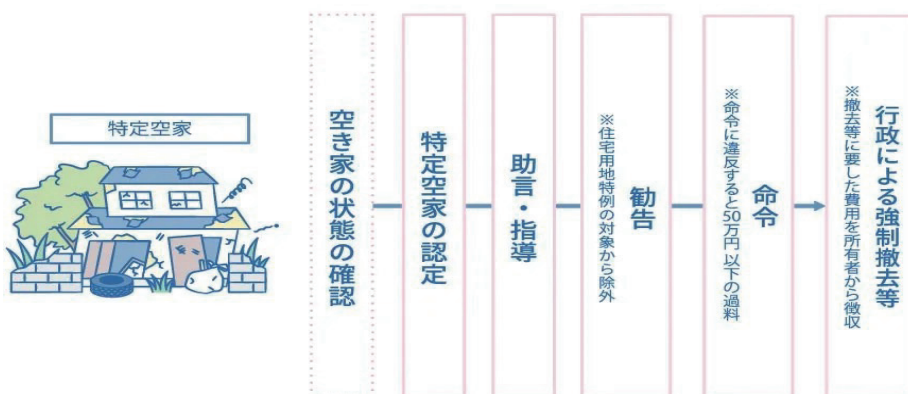 特定空家
空き家の状態の確認
特定空家の認定
助言・指導
勧告
※住宅用地特例の対象から除外
命令
※命令に違反すると50万円以下の過料
行政による強制撤去等
※撤去等に要した費用を所有者から徴収